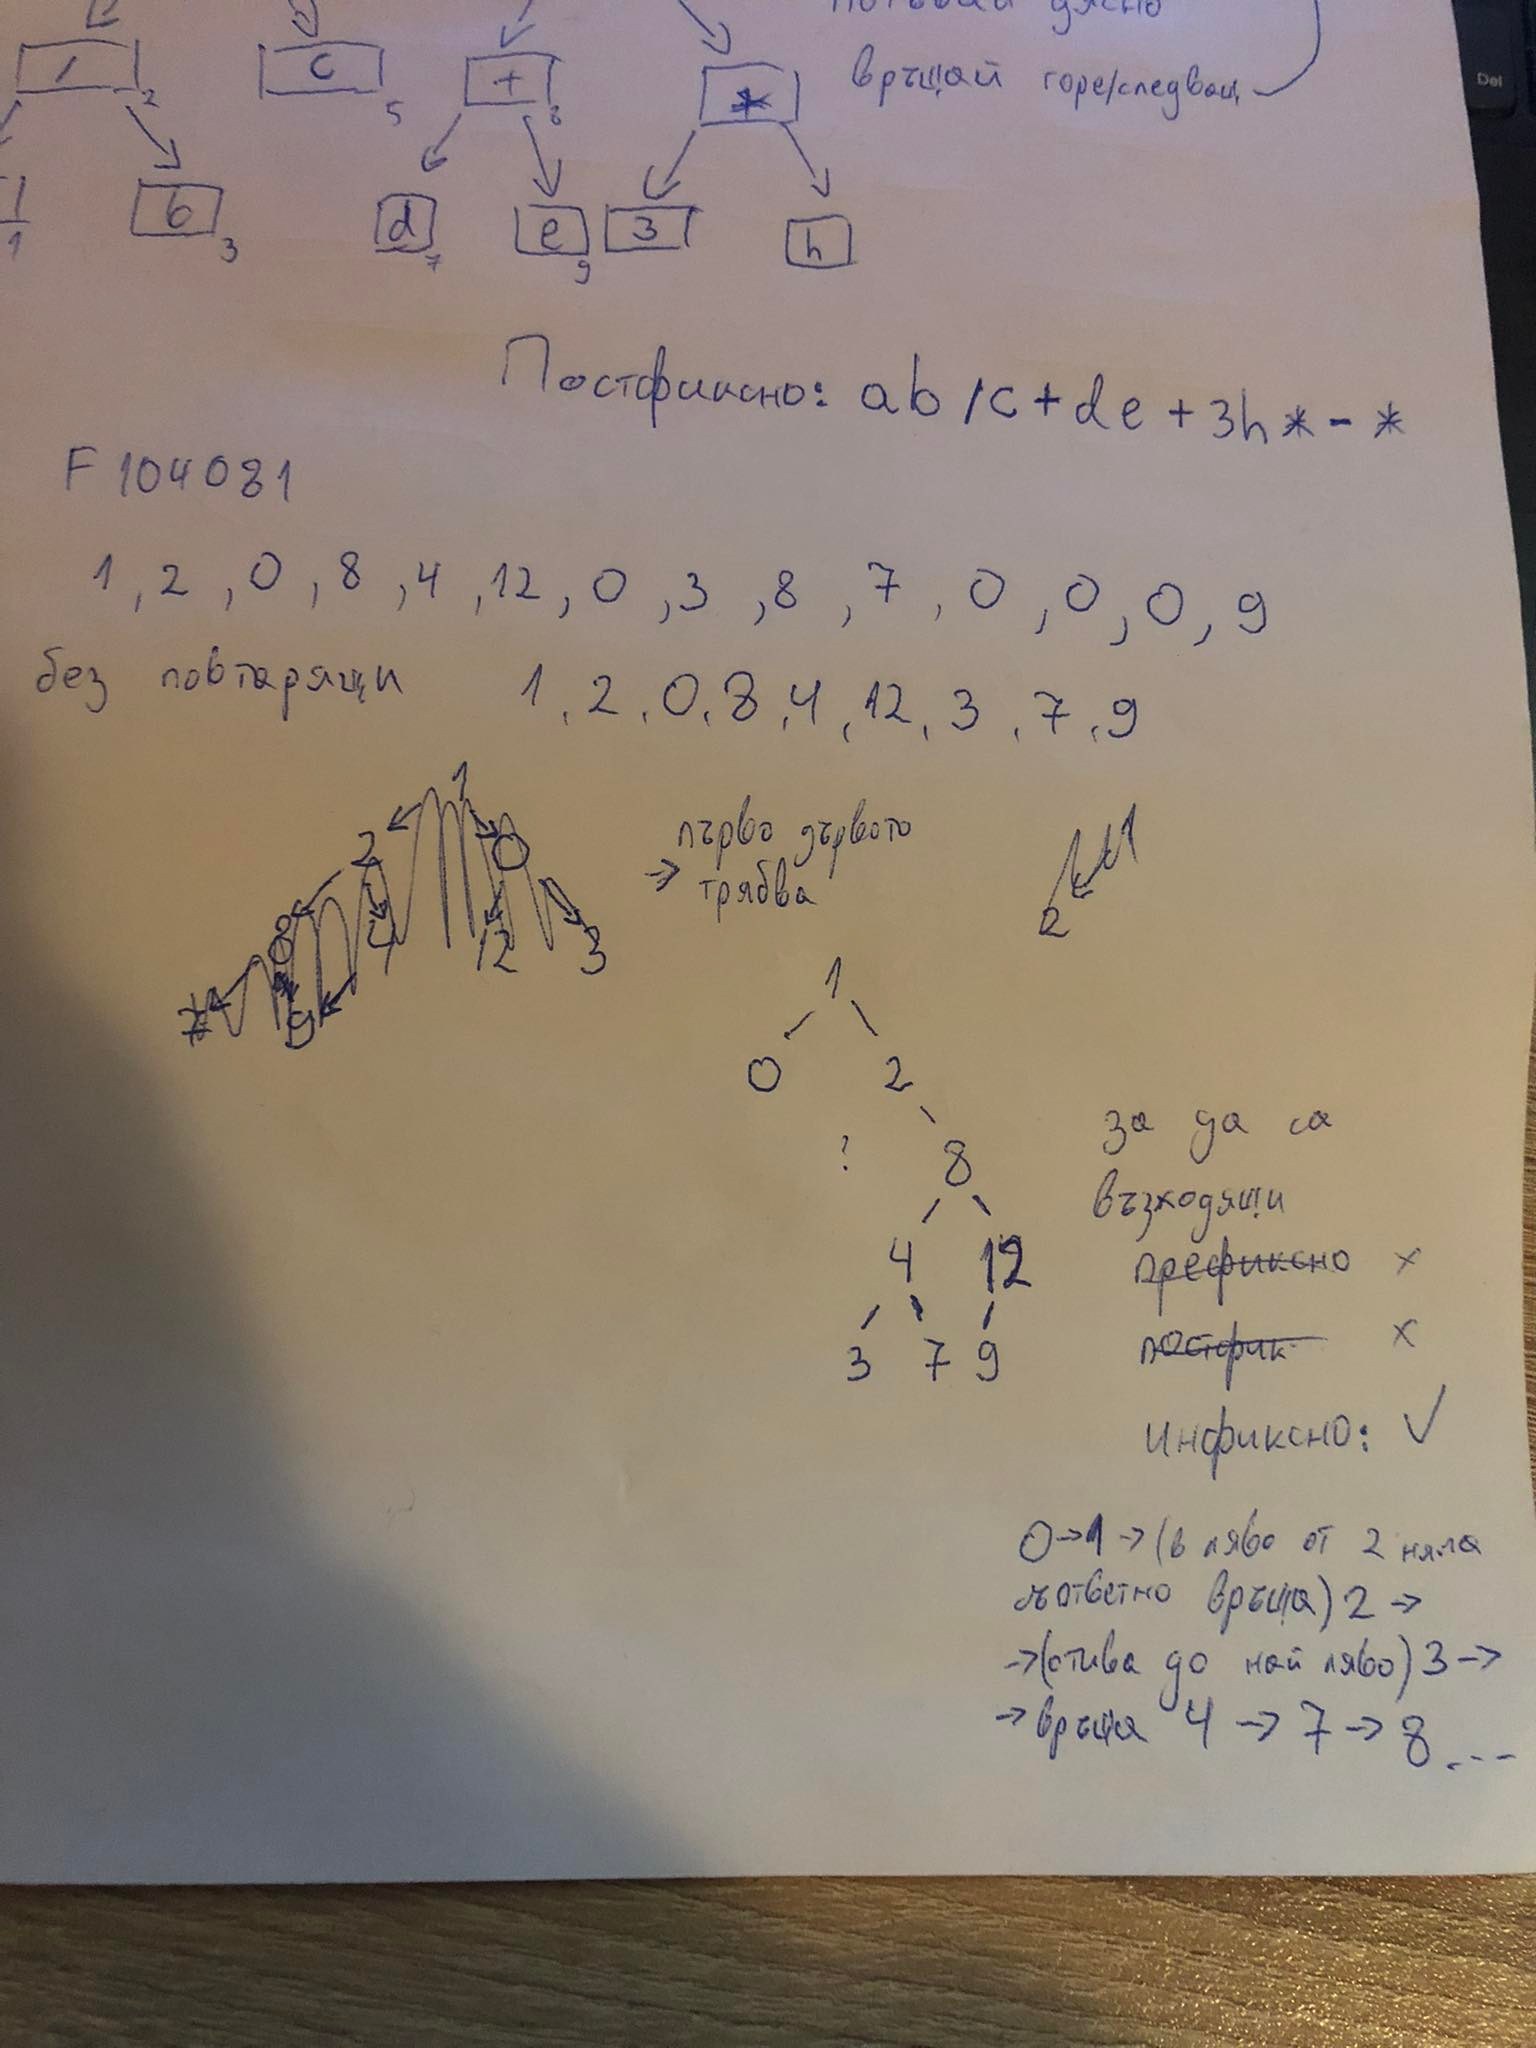 дясно
връщай горе/следващ
Del
/ 2 c 5 + 8 *
1 b 3 d 7 e 9 3 h
Постфиксно: ab/c+de+3h*-*
F104081
1, 2, 0, 8, 4, 12, 0, 3, 8, 7, 0, 0, 0, 9
без повтарящи 1, 2, 0, 8, 4, 12, 3, 7, 9
1
2 0
8 4 12 3
7 9
→ първо дървото
трябва
1
2
1
0 2
? 8
4 12
3 7 9
за да са
възходящи
префиксно x
постфик x
инфиксно: ✓
0→1→(в ляво от 2 няма
съответно връща) 2→
→(отива до най ляво) 3→
→връща 4→7→8...